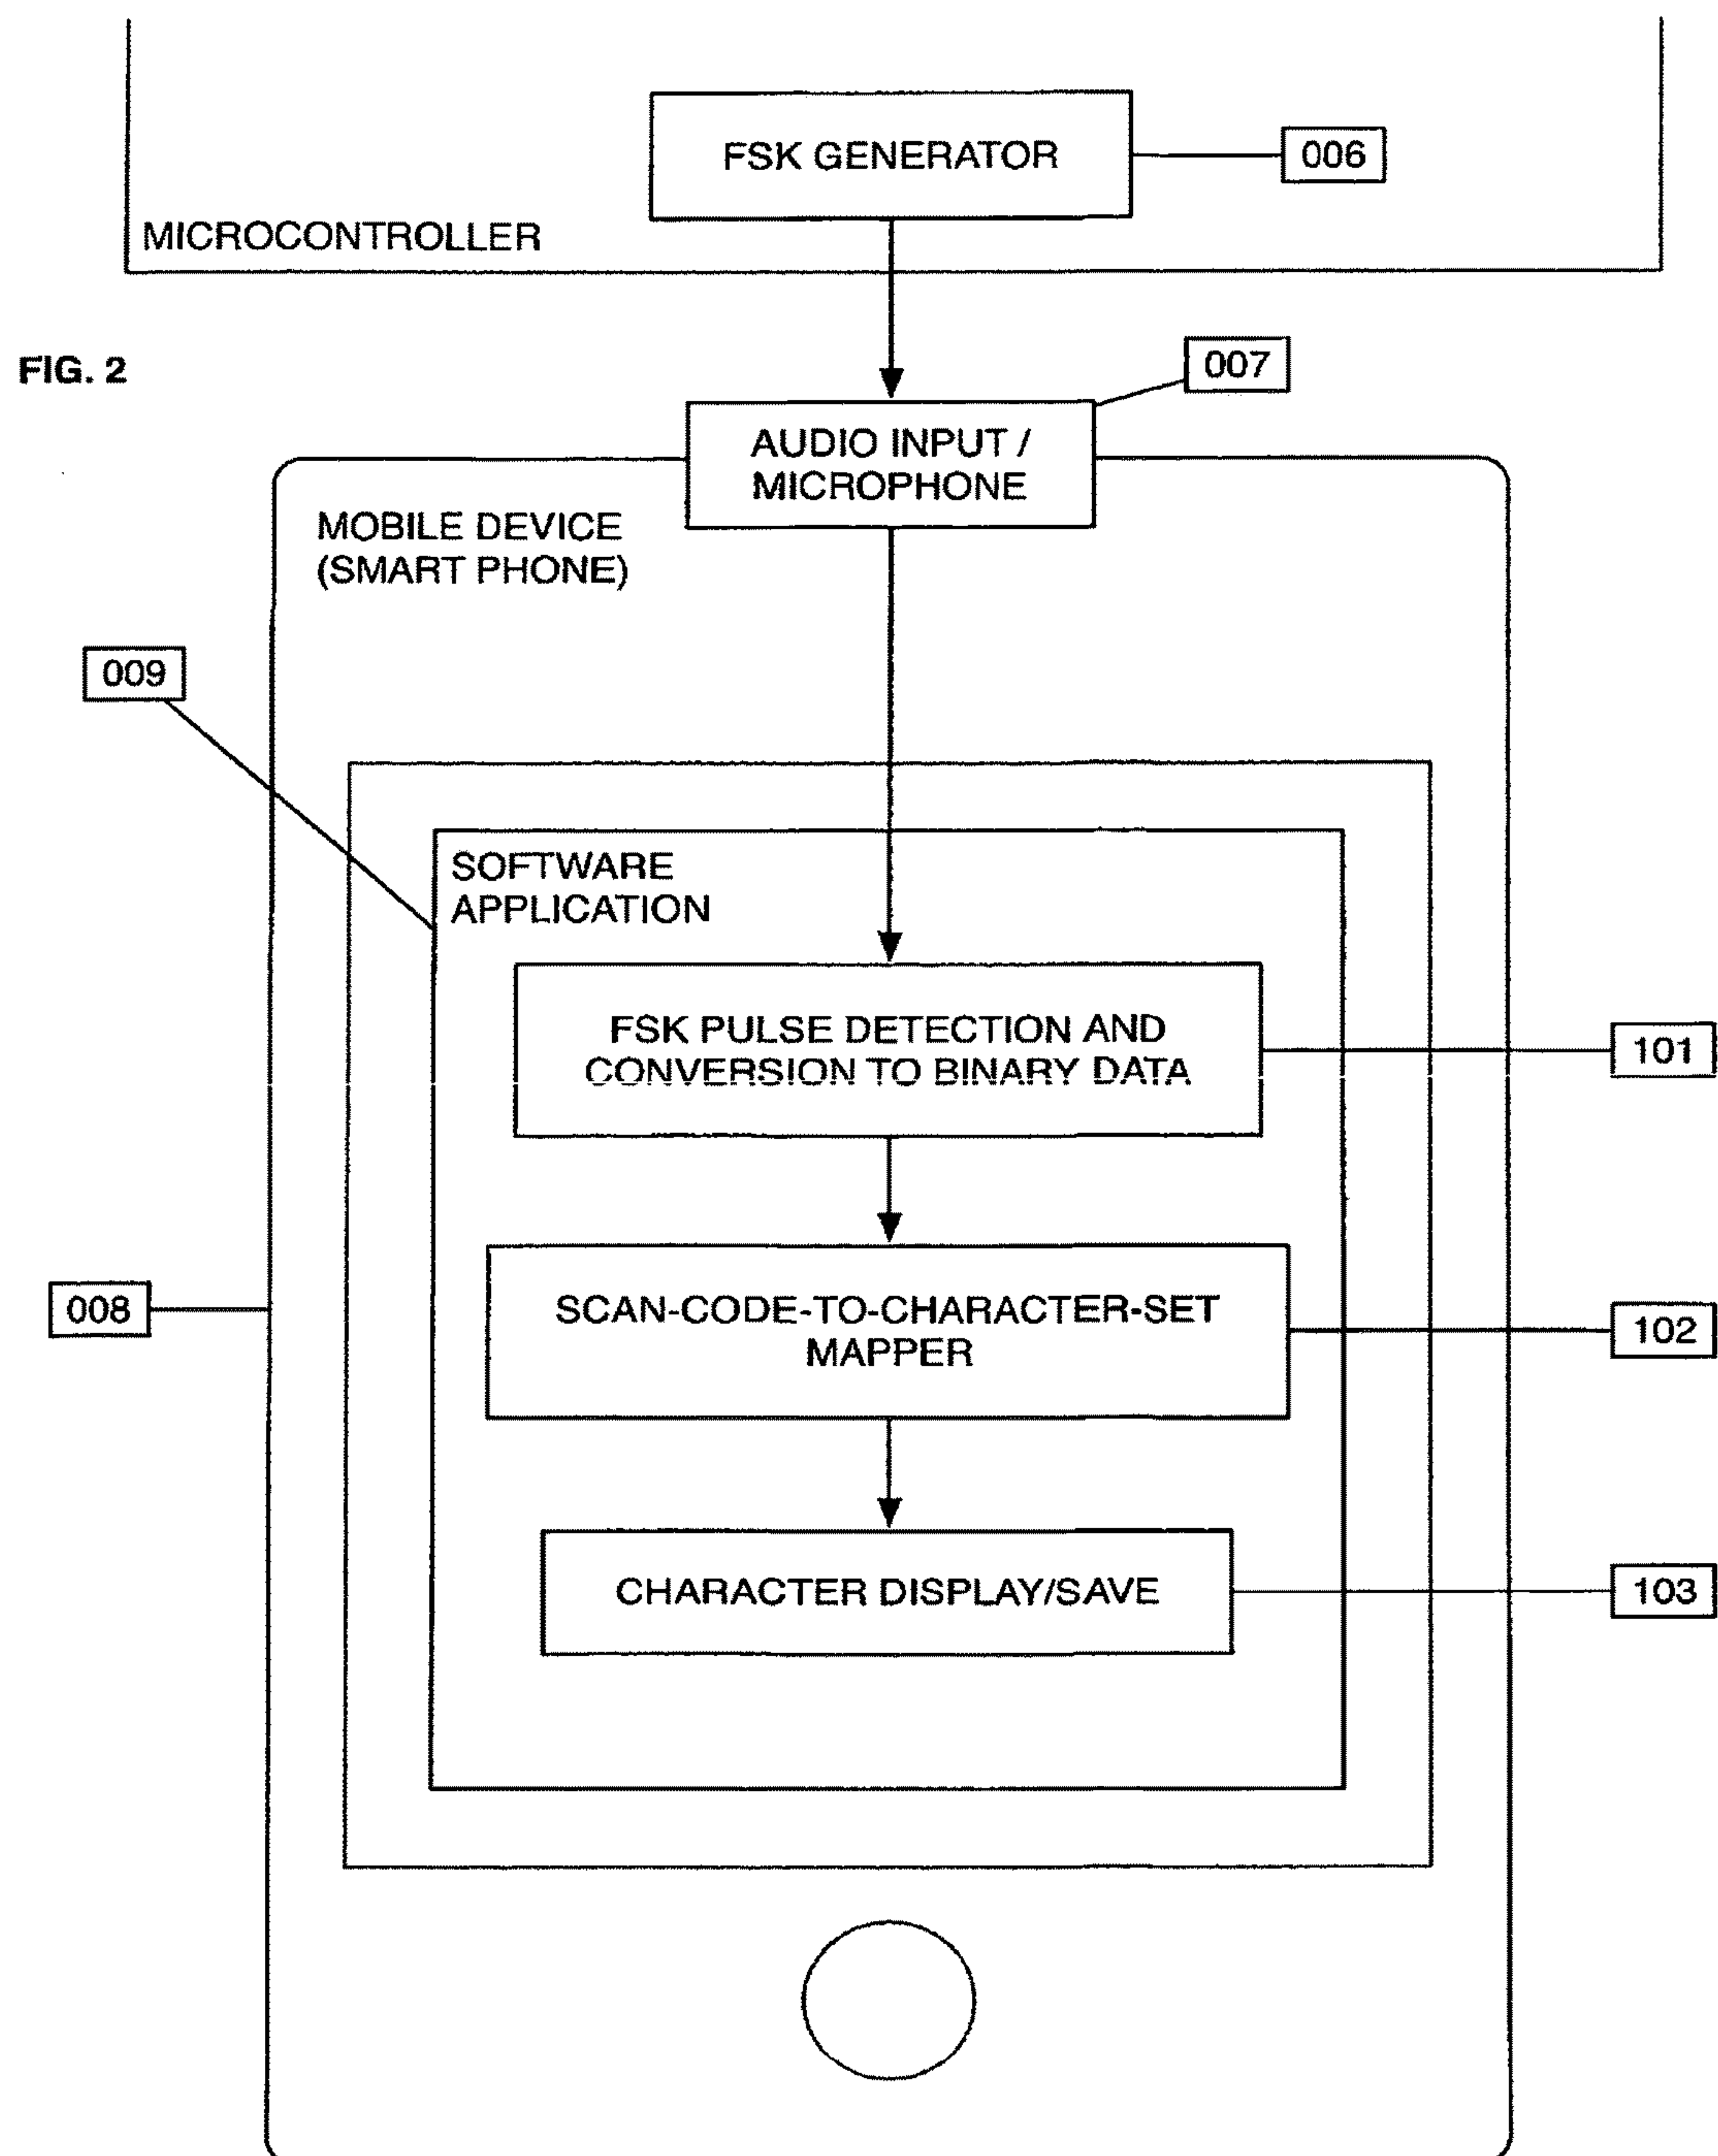 FSK GENERATOR
006
MICROCONTROLLER
FIG. 2
007
AUDIO INPUT /
MICROPHONE
MOBILE DEVICE
(SMART PHONE)
009
SOFTWARE
APPLICATION
FSK PULSE DETECTION AND
CONVERSION TO BINARY DATA
101
008
SCAN-CODE-TO-CHARACTER-SET
MAPPER
102
CHARACTER DISPLAY/SAVE
103